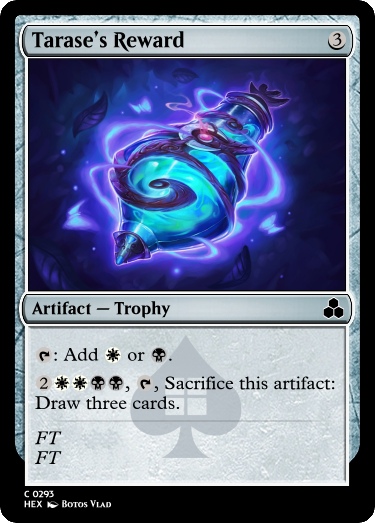 Tarase's Reward 3
Artifact — Trophy
: Add or .
2 , , Sacrifice this artifact:
Draw three cards.
FT
FT
C 0293
HEX Botos Vlad